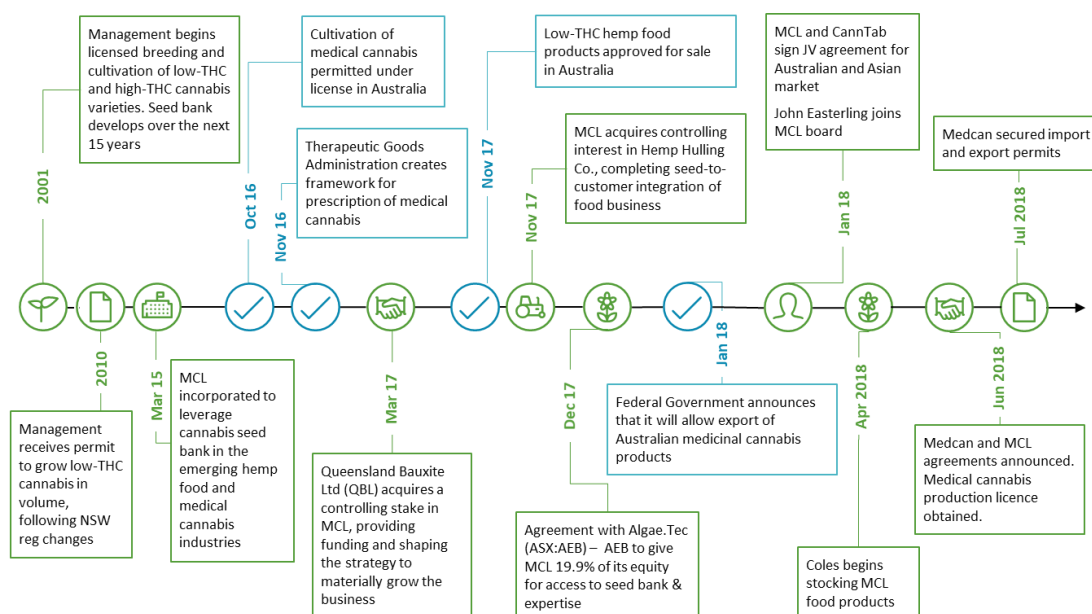 Management begins
licensed breeding and
cultivation of low-THC
and high-THC cannabis
varieties. Seed bank
develops over the next
15 years
2001
Management
receives permit
to grow low-THC
cannabis in
volume,
following NSW
reg changes
2010
MCL
incorporated to
leverage
cannabis seed
bank in the
emerging hemp
food and
medical
cannabis
industries
Mar 15
Cultivation of
medical cannabis
permitted under
license in Australia
Oct 16
Therapeutic Goods
Administration creates
framework for
prescription of medical
cannabis
Nov 16
Queensland Bauxite
Ltd (QBL) acquires a
controlling stake in
MCL, providing
funding and shaping
the strategy to
materially grow the
business
Mar 17
Low-THC hemp food
products approved for sale
in Australia
Nov 17
MCL acquires controlling
interest in Hemp Hulling
Co., completing seed-to-
customer integration of
food business
Nov 17
Agreement with Algae.Tec
(ASX:AEB) – AEB to give
MCL 19.9% of its equity
for access to seed bank &
expertise
Dec 17
Federal Government announces
that it will allow export of
Australian medicinal cannabis
products
Jan 18
MCL and CannTab
sign JV agreement for
Australian and Asian
market
John Easterling joins
MCL board
Jan 18
Coles begins
stocking MCL
food products
Apr 2018
Medcan and MCL
agreements announced.
Medical cannabis
production licence
obtained.
Jun 2018
Medcan secured import
and export permits
Jul 2018